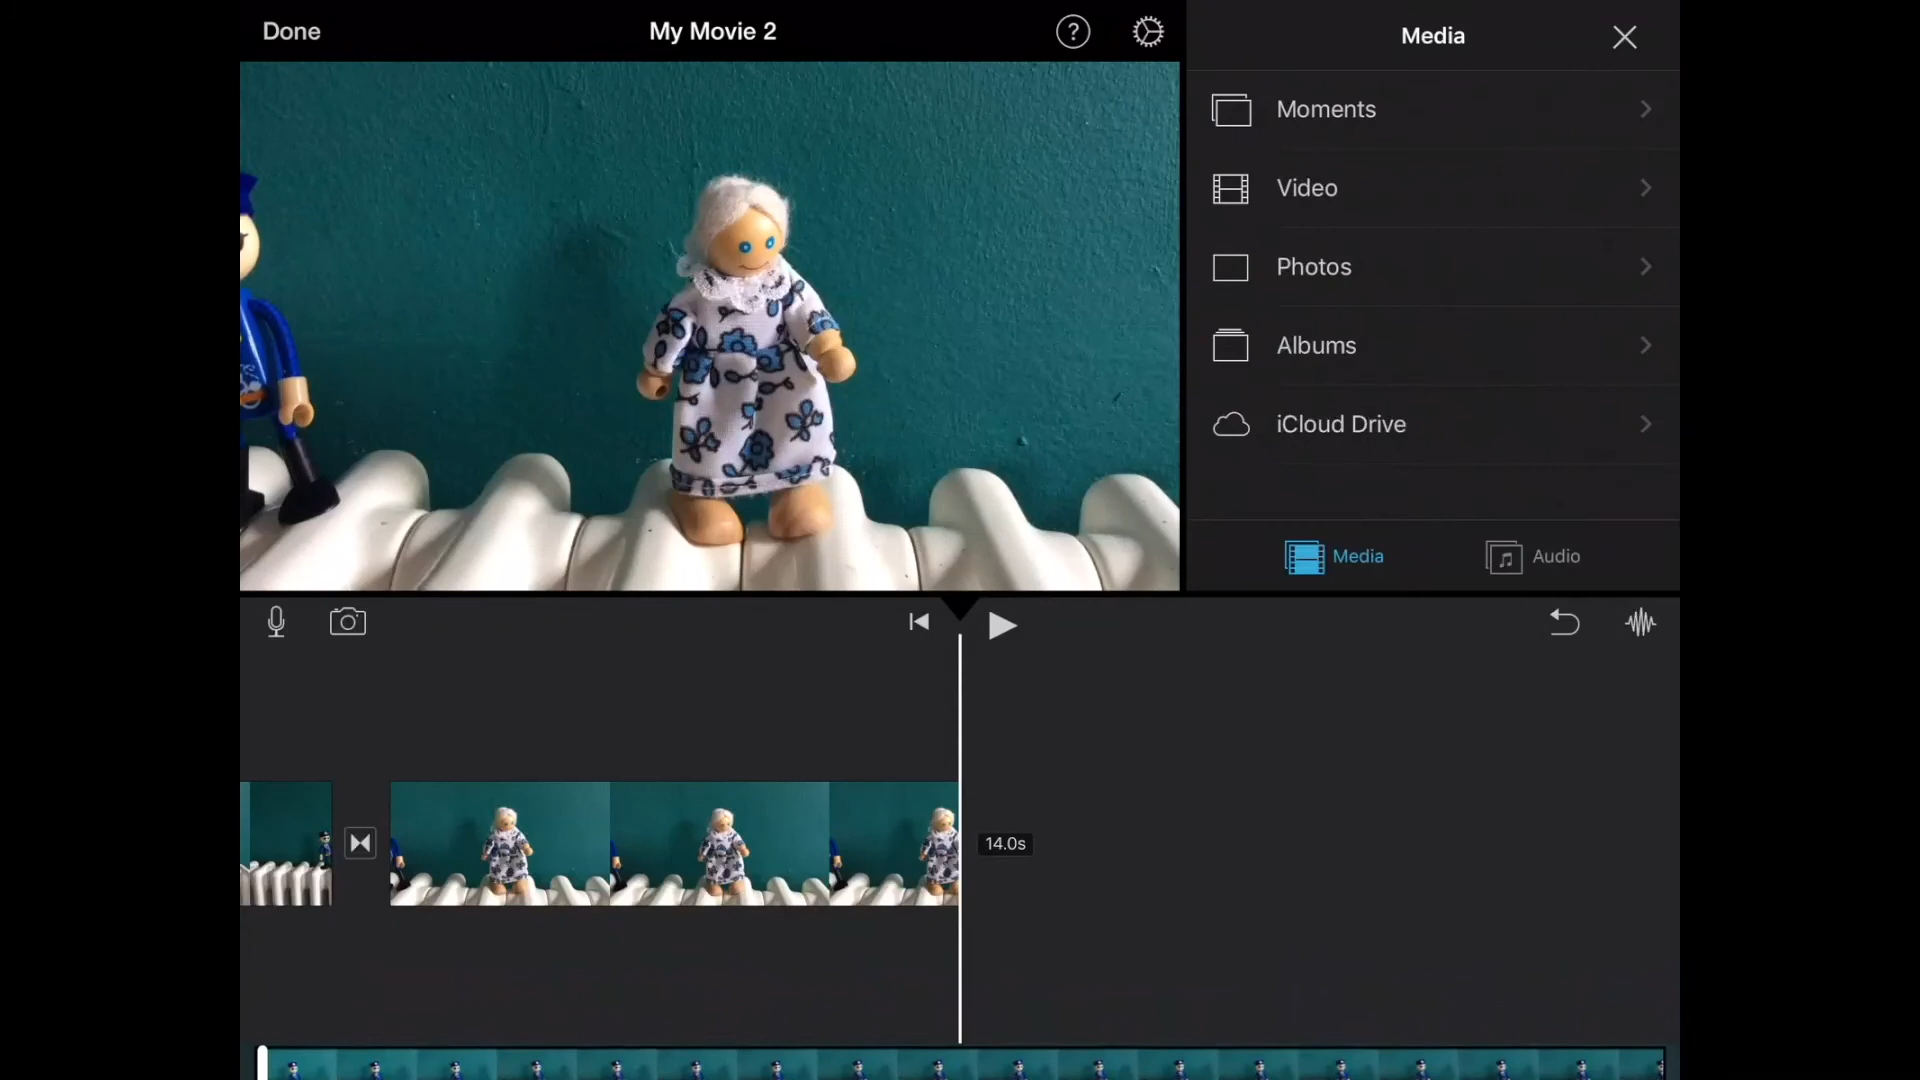 Done
My Movie 2
?
Media
Moments
Video
Photos
Albums
iCloud Drive
Media
Audio
14.0s